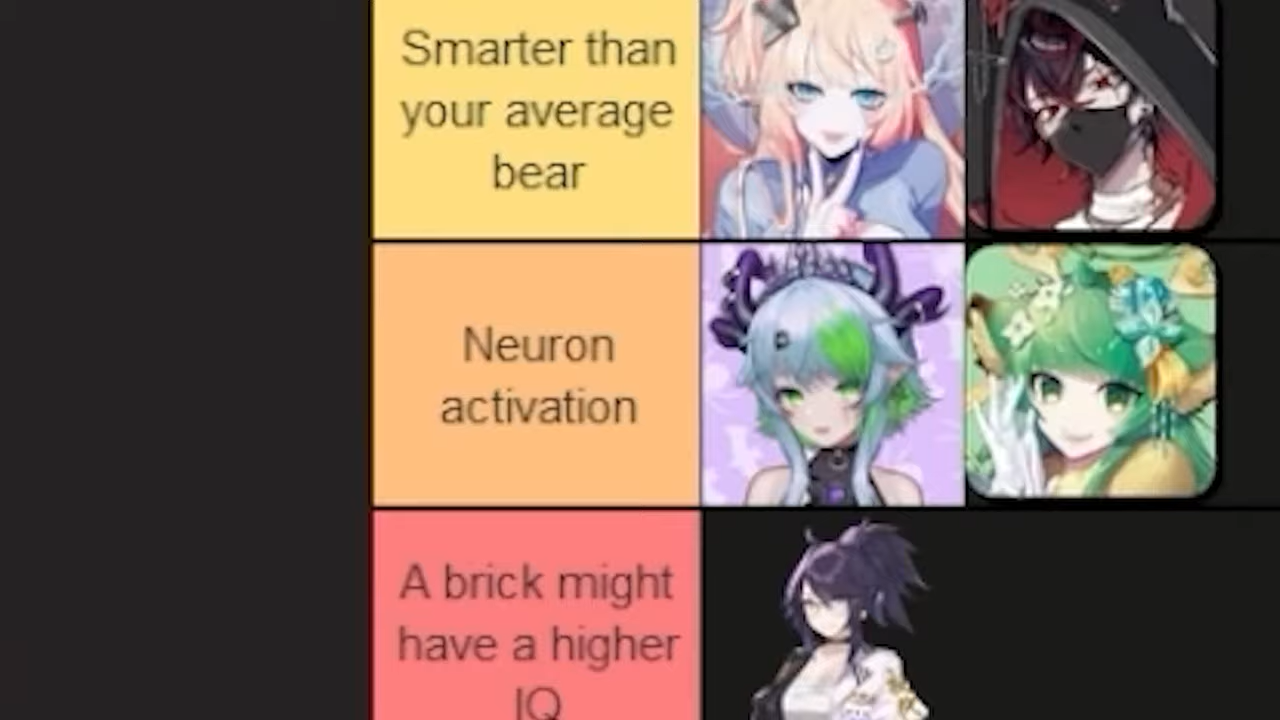 Smarter than
your average
bear
Neuron
activation
A brick might
have a higher
IQ